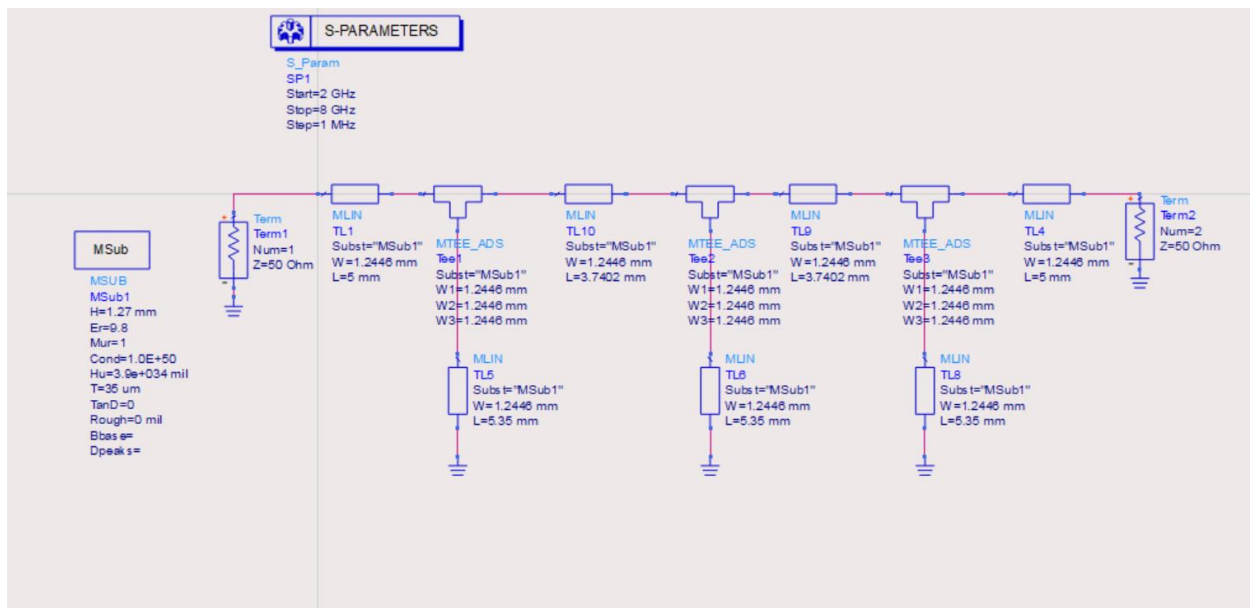 S-PARAMETERS
S_Param
SP1
Start=2 GHz
Stop=8 GHz
Step=1 MHz
+
Term
Term1
Num=1
Z=50 Ohm
-
MLIN
TL1
Subst="MSub1"
W=1.2446 mm
L=5 mm
MTEE_ADS
Tee1
Subst="MSub1"
W1=1.2446 mm
W2=1.2446 mm
W3=1.2446 mm
MLIN
TL10
Subst="MSub1"
W=1.2446 mm
L=3.7402 mm
MTEE_ADS
Tee2
Subst="MSub1"
W1=1.2446 mm
W2=1.2446 mm
W3=1.2446 mm
MLIN
TL9
Subst="MSub1"
W=1.2446 mm
L=3.7402 mm
MTEE_ADS
Tee3
Subst="MSub1"
W1=1.2446 mm
W2=1.2446 mm
W3=1.2446 mm
MLIN
TL4
Subst="MSub1"
W=1.2446 mm
L=5 mm
+
Term
Term2
Num=2
Z=50 Ohm
-
MSub
MSUB
MSub1
H=1.27 mm
Er=9.8
Mur=1
Cond=1.0E+50
Hu=3.9e+034 mil
T=35 um
TanD=0
Rough=0 mil
Bbase=
Dpeaks=
MLIN
TL5
Subst="MSub1"
W=1.2446 mm
L=5.35 mm
MLIN
TL6
Subst="MSub1"
W=1.2446 mm
L=5.35 mm
MLIN
TL8
Subst="MSub1"
W=1.2446 mm
L=5.35 mm